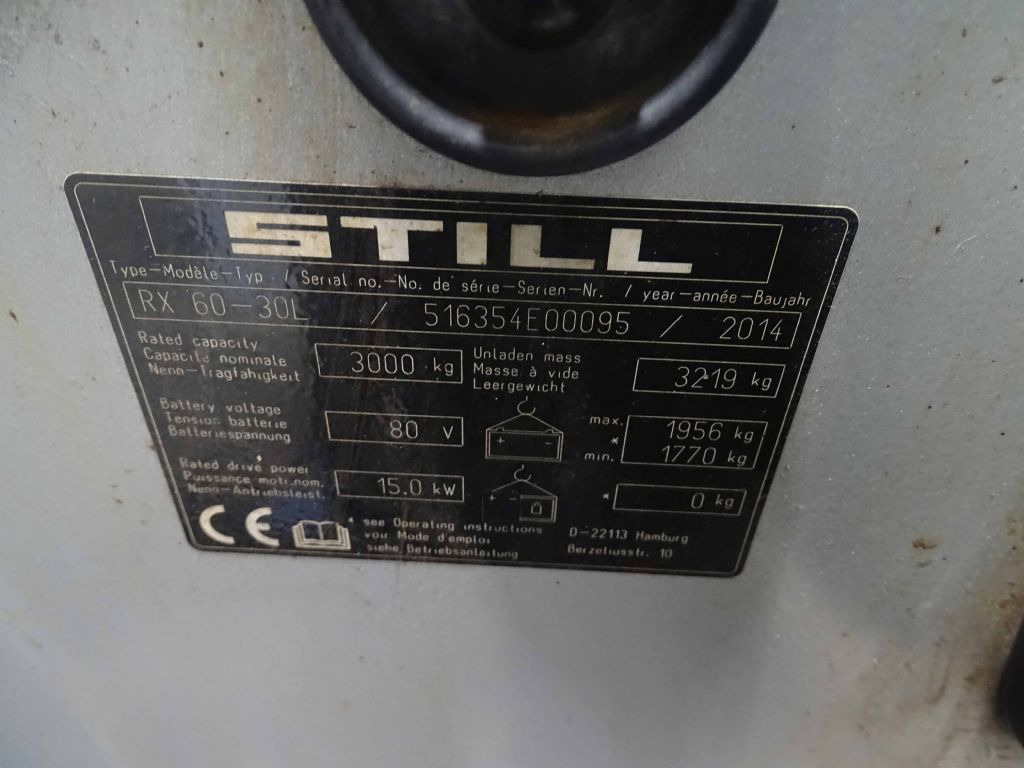 STILL
Type-Modèle-Typ / Serial no.-No. de série-Serien-Nr. / year-année-Baujahr
RX 60-30L / 516354E00095 / 2014
Rated capacity
Capacité nominale
Nenn-Tragfähigkeit
3000 kg
Unladen mass
Masse à vide
Leergewicht
3219 kg
Battery voltage
Tension batterie
Batteriespannung
80 V
+ -
max.
*
min.
1956 kg
1770 kg
Rated drive power
Puissance motr.nom.
Nenn-Antriebsleist.
15.0 kW
+ -
* 0 kg
CE
* see Operating instructions
voir Mode d'emploi
siehe Betriebsanleitung
D-22113 Hamburg
Berzeliusstr. 10